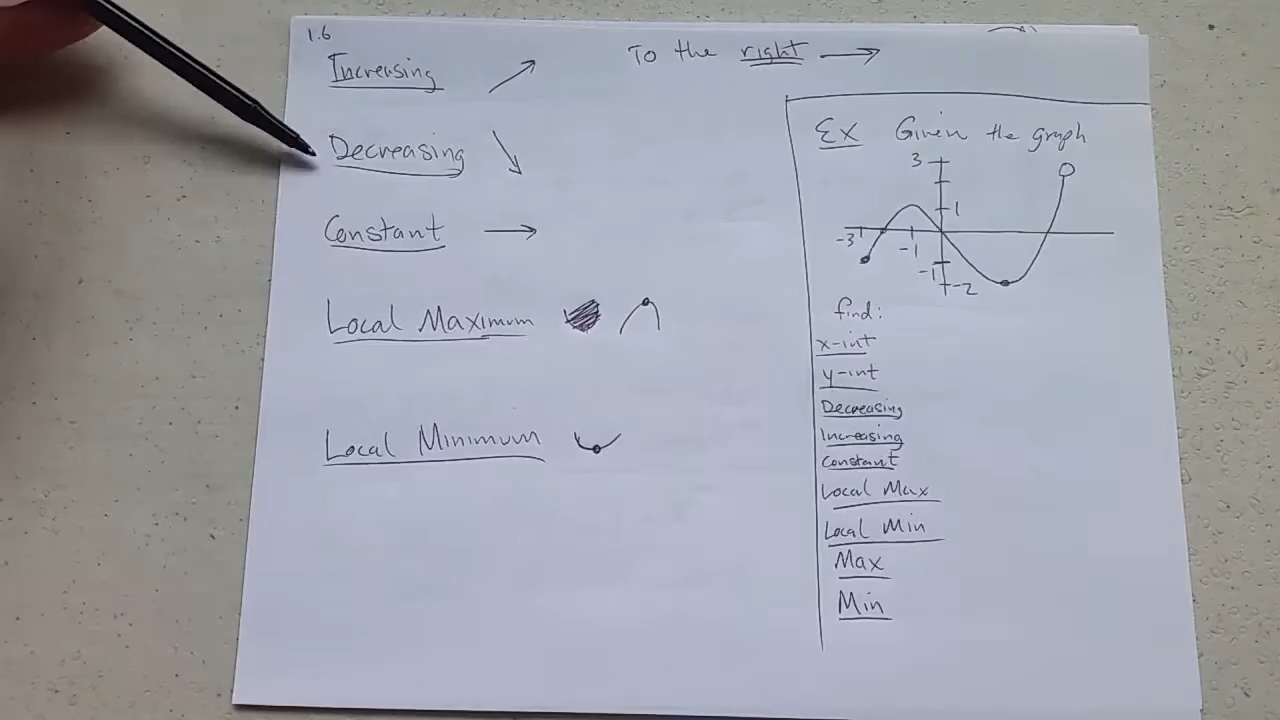 1.6
Increasing
To the right
Decreasing
Constant
Local Maximum
Local Minimum
Ex Given the graph
3
1
-3
-1
-1
-2
find:
x-int
y-int
Decreasing
Increasing
Constant
Local Max
Local Min
Max
Min